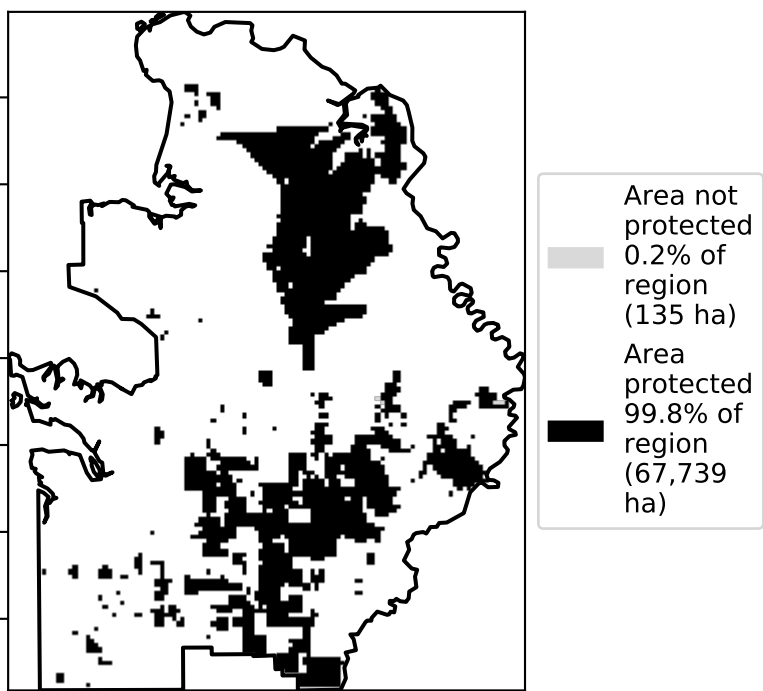 Area not
protected
0.2% of
region
(135 ha)
Area
protected
99.8% of
region
(67,739
ha)